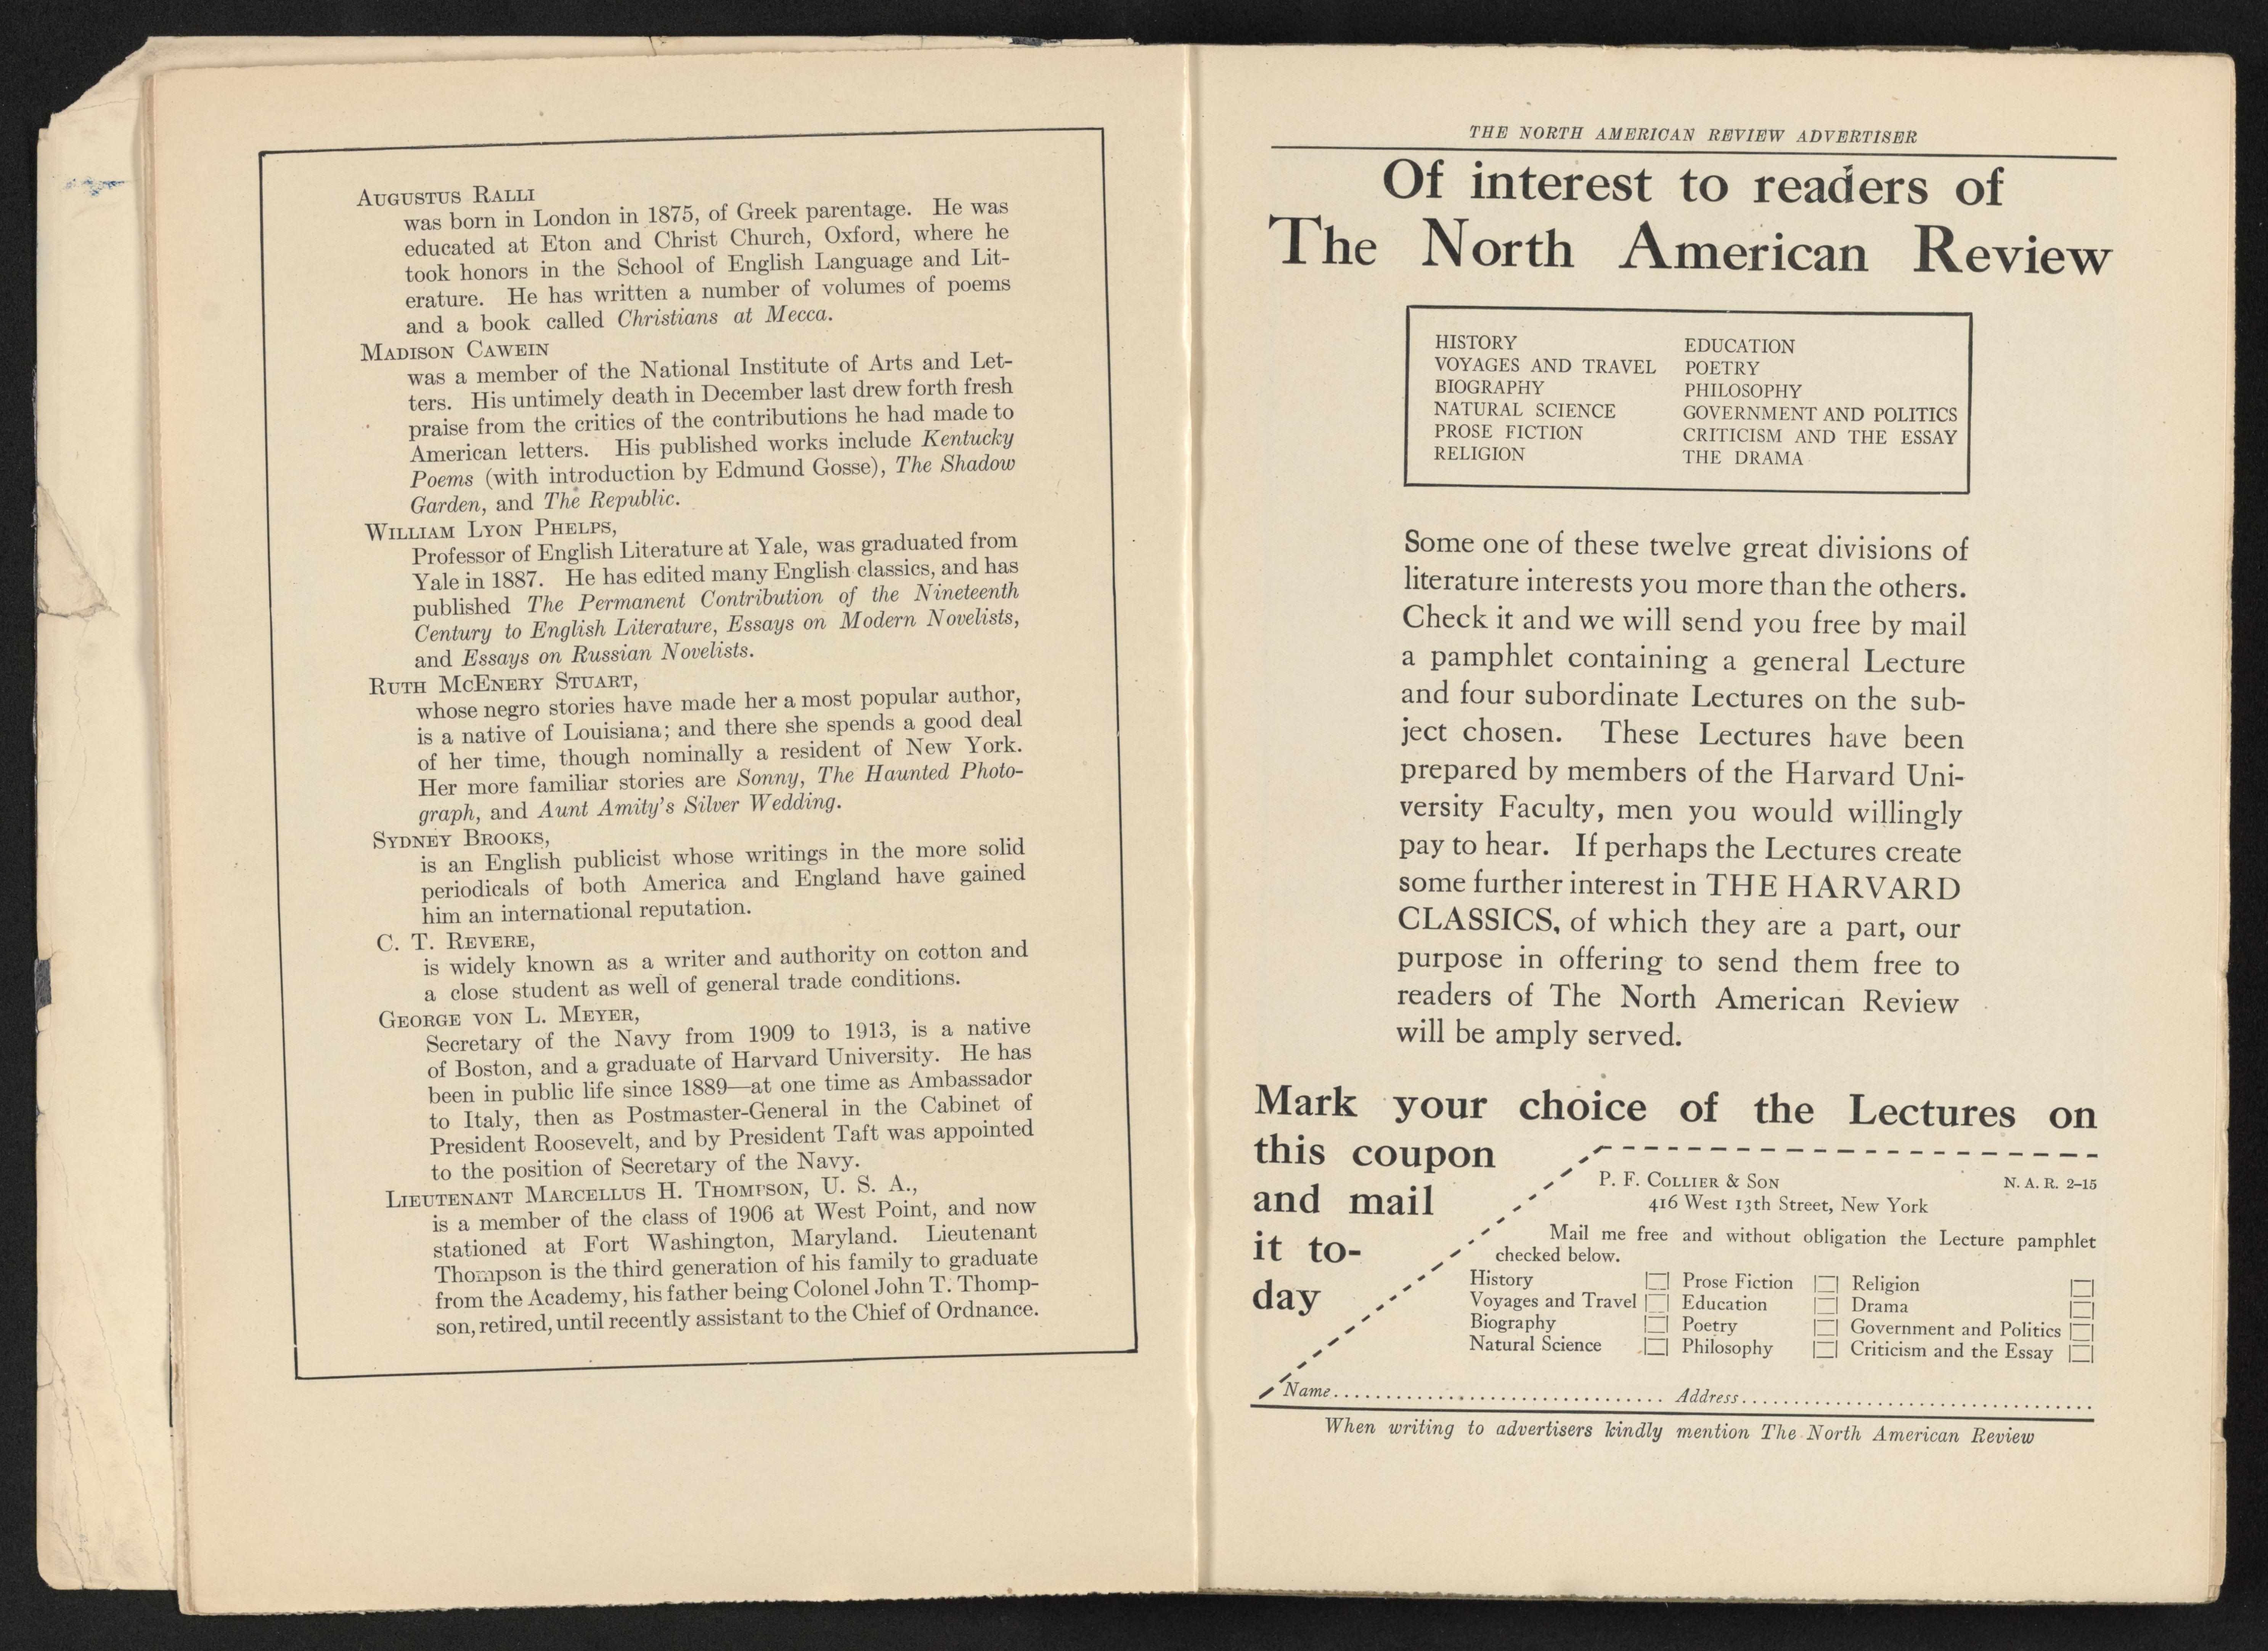 AUGUSTUS RALLI
was born in London in 1875, of Greek parentage. He was
educated at Eton and Christ Church, Oxford, where he
took honors in the School of English Language and Lit-
erature. He has written a number of volumes of poems
and a book called Christians at Mecca.
MADISON CAWEIN
was a member of the National Institute of Arts and Let-
ters. His untimely death in December last drew forth fresh
praise from the critics of the contributions he had made to
American letters. His published works include Kentucky
Poems (with introduction by Edmund Gosse), The Shadow
Garden, and The Republic.
WILLIAM LYON PHELPS,
Professor of English Literature at Yale, was graduated from
Yale in 1887. He has edited many English classics, and has
published The Permanent Contribution of the Nineteenth
Century to English Literature, Essays on Modern Novelists,
and Essays on Russian Novelists.
RUTH MCENERY STUART,
whose negro stories have made her a most popular author,
is a native of Louisiana; and there she spends a good deal
of her time, though nominally a resident of New York.
Her more familiar stories are Sonny, The Haunted Photo-
graph, and Aunt Amity's Silver Wedding.
SYDNEY BROOKS,
is an English publicist whose writings in the more solid
periodicals of both America and England have gained
him an international reputation.
C. T. REVERE,
is widely known as a writer and authority on cotton and
a close student as well of general trade conditions.
GEORGE VON L. MEYER,
Secretary of the Navy from 1909 to 1913, is a native
of Boston, and a graduate of Harvard University. He has
been in public life since 1889—at one time as Ambassador
to Italy, then as Postmaster-General in the Cabinet of
President Roosevelt, and by President Taft was appointed
to the position of Secretary of the Navy.
LIEUTENANT MARCELLUS H. THOMPSON, U. S. A.,
is a member of the class of 1906 at West Point, and now
stationed at Fort Washington, Maryland. Lieutenant
Thompson is the third generation of his family to graduate
from the Academy, his father being Colonel John T. Thomp-
son, retired, until recently assistant to the Chief of Ordnance.
THE NORTH AMERICAN REVIEW ADVERTISER
Of interest to readers of
The North American Review
HISTORY
VOYAGES AND TRAVEL
BIOGRAPHY
NATURAL SCIENCE
PROSE FICTION
RELIGION
EDUCATION
POETRY
PHILOSOPHY
GOVERNMENT AND POLITICS
CRITICISM AND THE ESSAY
THE DRAMA
Some one of these twelve great divisions of
literature interests you more than the others.
Check it and we will send you free by mail
a pamphlet containing a general Lecture
and four subordinate Lectures on the sub-
ject chosen. These Lectures have been
prepared by members of the Harvard Uni-
versity Faculty, men you would willingly
pay to hear. If perhaps the Lectures create
some further interest in THE HARVARD
CLASSICS, of which they are a part, our
purpose in offering to send them free to
readers of The North American Review
will be amply served.
Mark your choice of the Lectures on
this coupon
and mail
it to-
day
P. F. COLLIER & SON N. A. R. 2-15
416 West 13th Street, New York
Mail me free and without obligation the Lecture pamphlet
checked below.
History Prose Fiction Religion
Voyages and Travel Education Drama
Biography Poetry Government and Politics
Natural Science Philosophy Criticism and the Essay
Name................................ Address..................................
When writing to advertisers kindly mention The North American Review